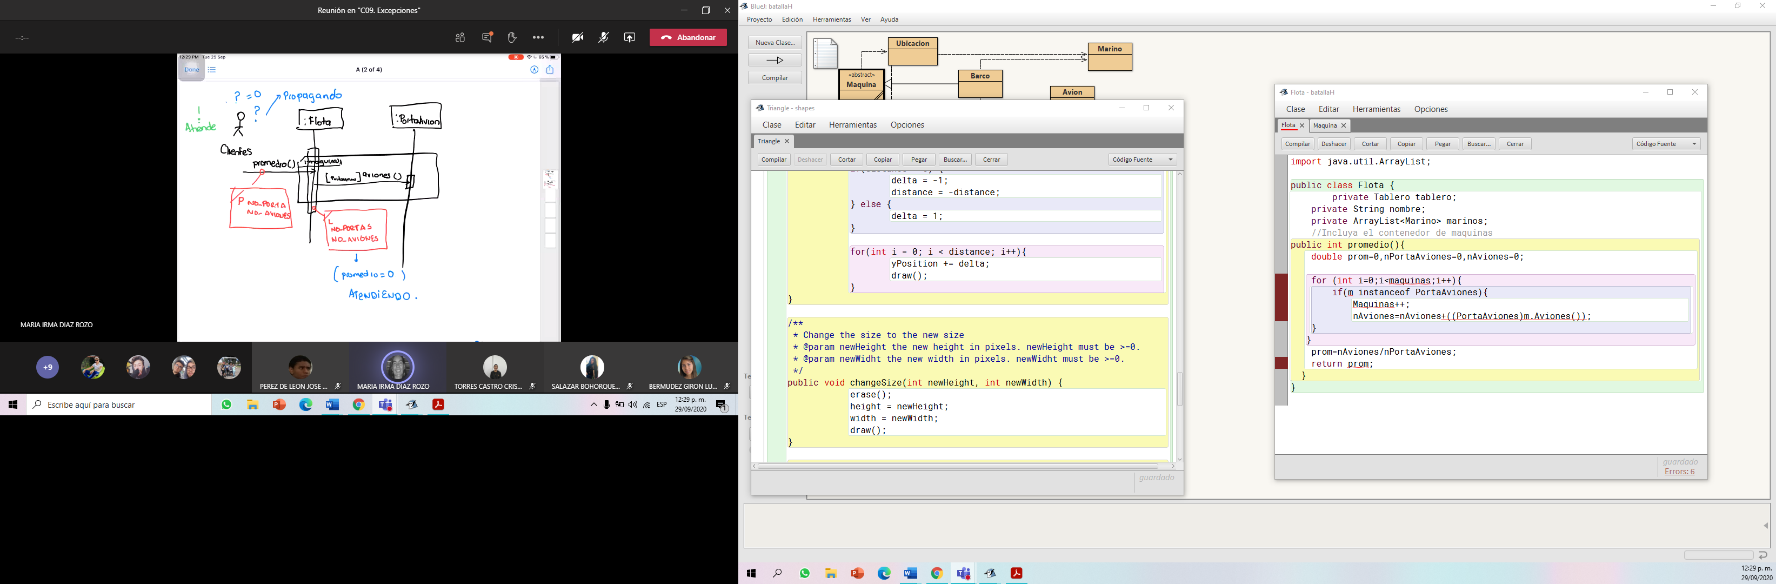 Reunión en "C09. Excepciones"
Abandonar
12:29 PM Tue 29 Sep
Done
A (2 of 4)
? = 0
Propagando
?
!
Atiende
:Flota
:PortaAvion
Clientes
promedio()
aviones()
P NO_PORTA
NO_AVIONES
L
NO_PORTAS
NO_AVIONES
(promedio=0)
ATENDIENDO.
MARIA IRMA DIAZ ROZO
+9
PEREZ DE LEON JOSE ...
MARIA IRMA DIAZ ROZO
TORRES CASTRO CRIS...
SALAZAR BOHORQUE...
BERMUDEZ GIRON LU...
Escribe aquí para buscar
ESP
12:29 p. m.
29/09/2020
BlueJ: batallaH
Proyecto Edición Herramientas Ver Ayuda
Nueva Clase...
Compilar
Ubicacion
Marino
<<abstract>>
Maquina
Barco
Avion
Triangle - shapes
Clase Editar Herramientas Opciones
Triangle X
Compilar Deshacer Cortar Copiar Pegar Buscar... Cerrar Código Fuente
delta = -1;
distance = -distance;
} else {
delta = 1;
}
for(int i = 0; i < distance; i++){
yPosition += delta;
draw();
}
}
/**
* Change the size to the new size
* @param newHeight the new height in pixels. newHeight must be >=0.
* @param newWidht the new width in pixels. newWidht must be >=0.
*/
public void changeSize(int newHeight, int newWidth) {
erase();
height = newHeight;
width = newWidth;
draw();
}
guardado
Flota - batallaH
Clase Editar Herramientas Opciones
Flota X Maquina X
Compilar Deshacer Cortar Copiar Pegar Buscar... Cerrar Código Fuente
import java.util.ArrayList;
public class Flota {
private Tablero tablero;
private String nombre;
private ArrayList<Marino> marinos;
//Incluya el contenedor de maquinas
public int promedio(){
double prom=0,nPortaAviones=0,nAviones=0;
for (int i=0;i<maquinas;i++){
if(m instanceof PortaAviones){
Maquinas++;
nAviones=nAviones+((PortaAviones)m.Aviones());
}
}
prom=nAviones/nPortaAviones;
return prom;
}
}
guardado
Errors: 6
12:29 p. m.
29/09/2020